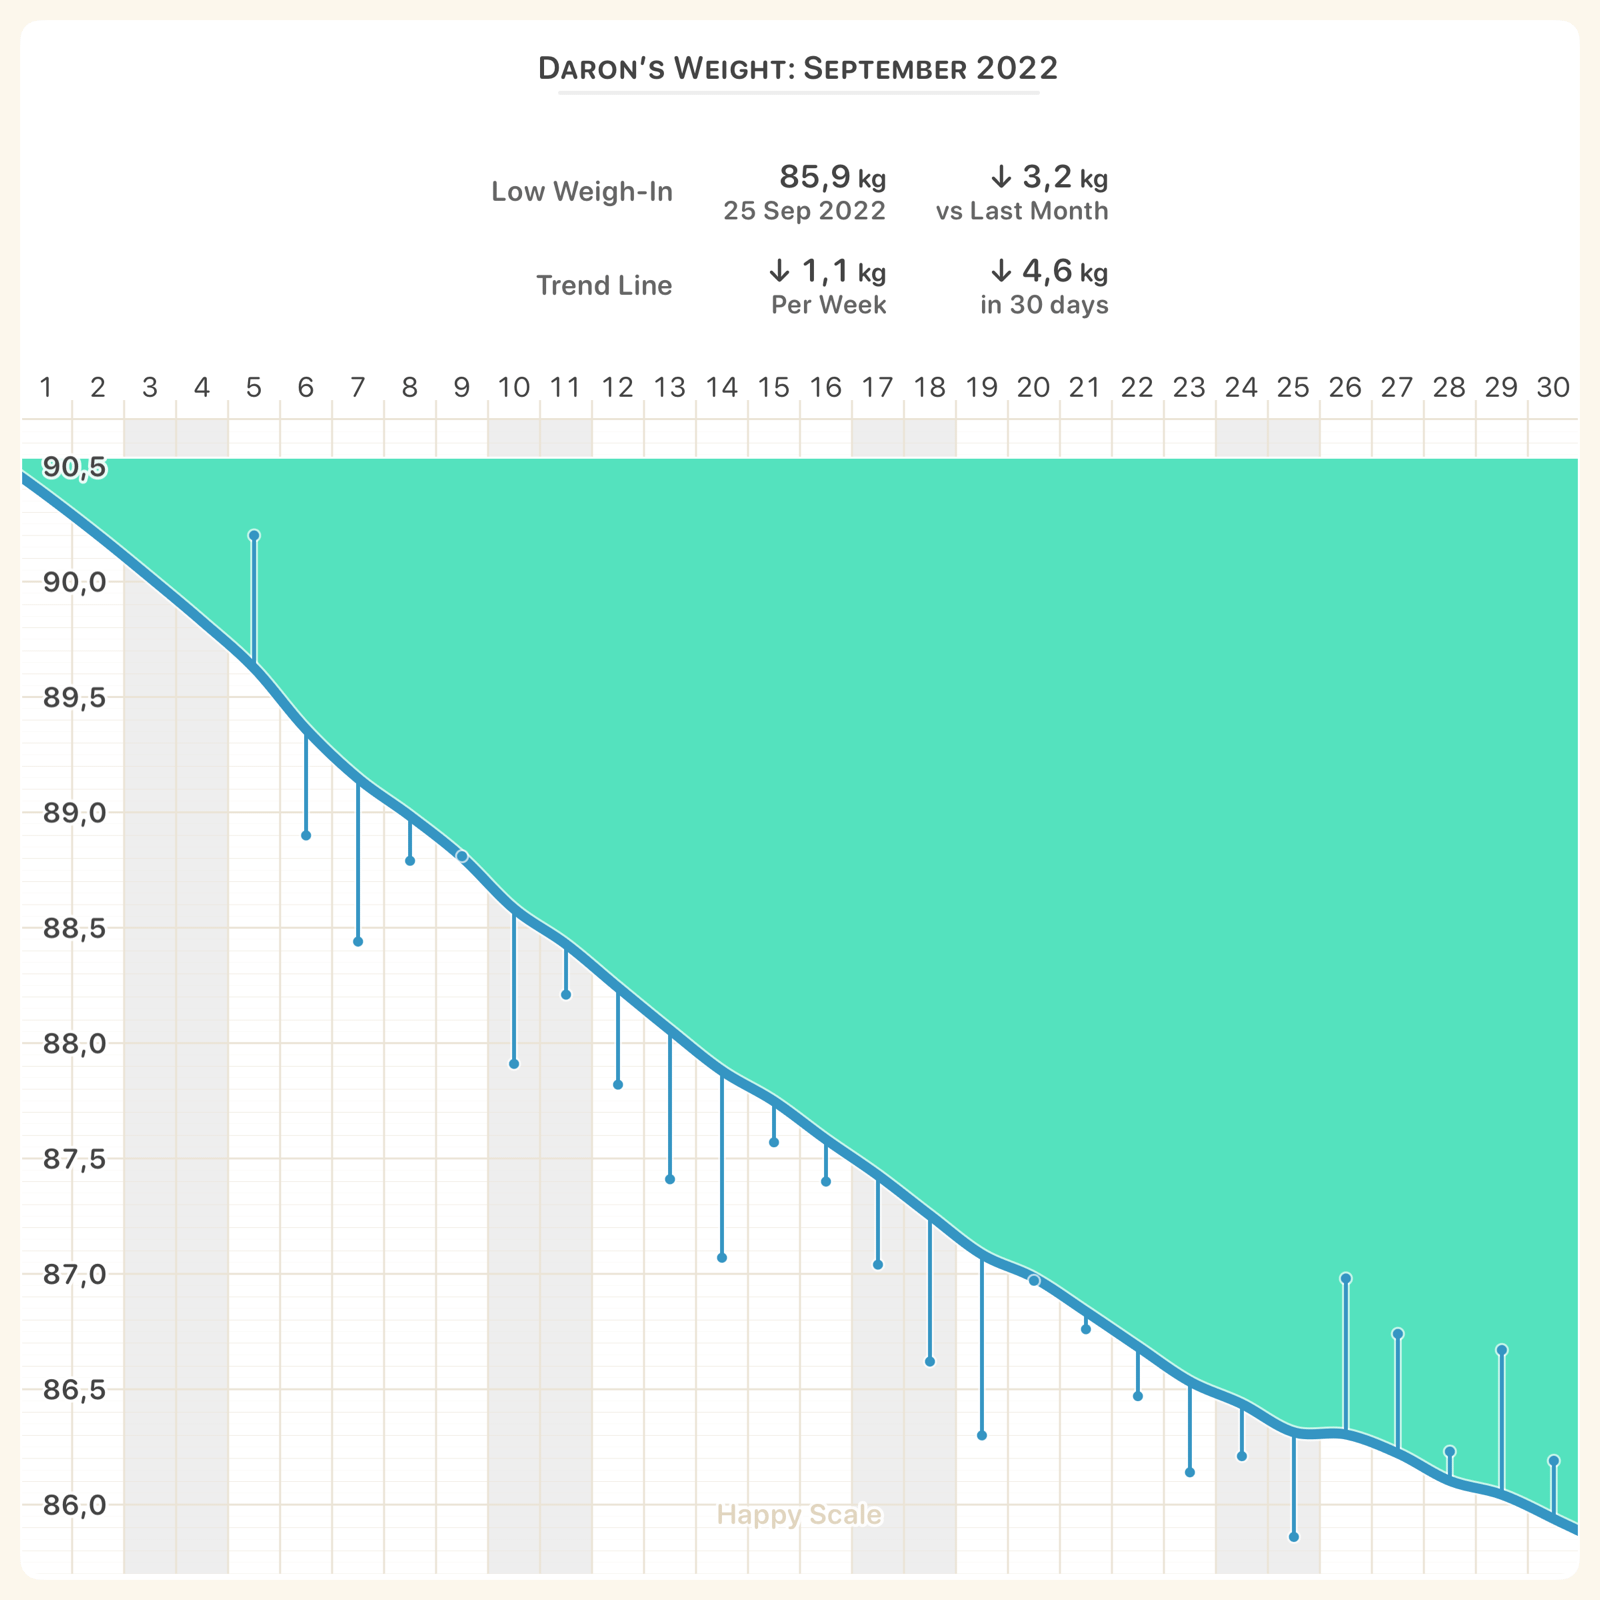 Daron's Weight: September 2022
Low Weigh-In
85,9 kg
↓ 3,2 kg
25 Sep 2022
vs Last Month
Trend Line
↓ 1,1 kg
↓ 4,6 kg
Per Week
in 30 days
1 2 3 4 5 6 7 8 9 10 11 12 13 14 15 16 17 18 19 20 21 22 23 24 25 26 27 28 29 30
90,5
90,0
89,5
89,0
88,5
88,0
87,5
87,0
86,5
86,0
Happy Scale